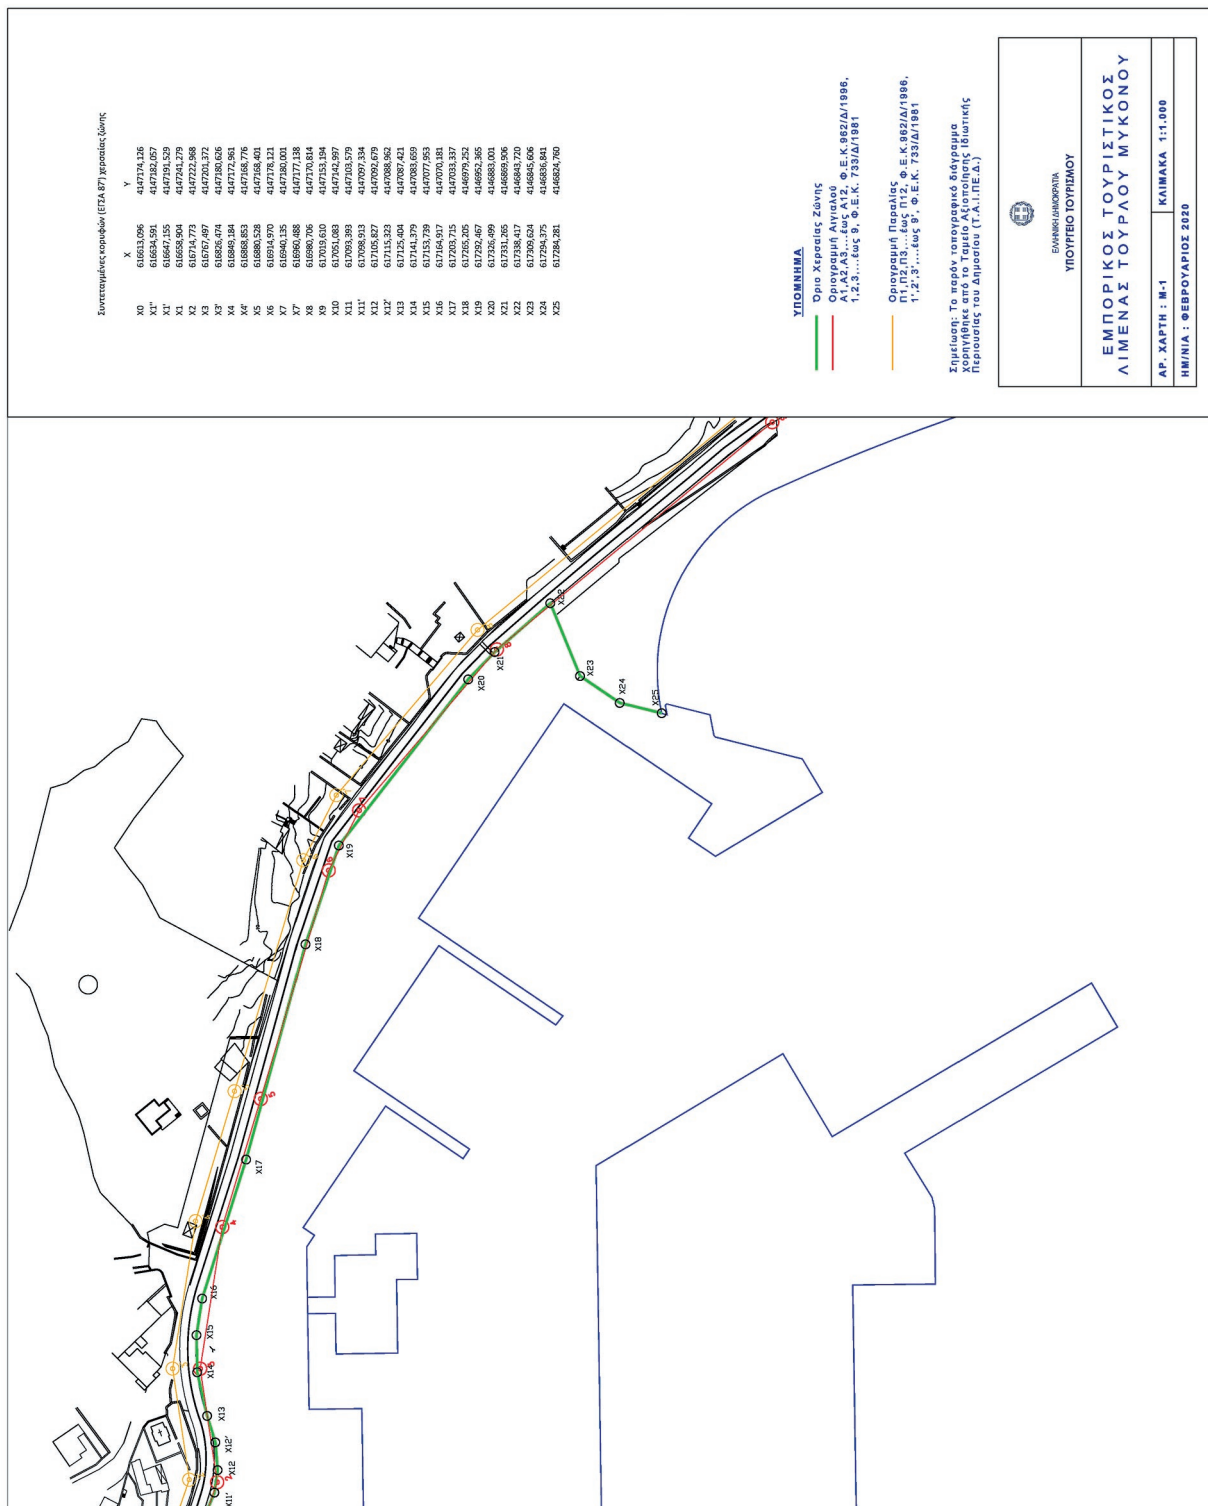 Συντεταγμένες κορυφών (ΕΓΣΑ 87) χερσαίας ζώνης
X Y
X0 616613,096 4147174,126
X1'' 616634,591 4147182,057
X1' 616647,155 4147191,529
X1 616658,904 4147241,279
X2 616714,773 4147222,968
X3 616767,497 4147201,372
X3' 616826,474 4147180,626
X4 616849,184 4147172,961
X4' 616868,853 4147168,776
X5 616880,528 4147168,401
X6 616914,970 4147178,121
X7 616940,135 4147180,001
X7' 616960,488 4147177,138
X8 616980,706 4147170,814
X9 617019,610 4147153,194
X10 617051,083 4147142,997
X11 617093,393 4147103,579
X11' 617098,913 4147097,334
X12 617105,827 4147092,679
X12' 617115,323 4147088,962
X13 617125,404 4147087,421
X14 617141,379 4147083,659
X15 617153,739 4147077,953
X16 617164,917 4147070,181
X17 617203,715 4147033,337
X18 617265,205 4146979,252
X19 617292,467 4146952,365
X20 617326,499 4146883,001
X21 617331,265 4146869,906
X22 617338,417 4146843,720
X23 617309,624 4146845,606
X24 617294,375 4146836,841
X25 617284,281 4146824,760
ΥΠΟΜΝΗΜΑ
Όριο Χερσαίας Ζώνης
Οριογραμμή Αιγιαλού
Α1,Α2,Α3,...έως Α12, Φ.Ε.Κ.962/Δ/1996,
1,2,3,...έως 9, Φ.Ε.Κ. 733/Δ/1981
Οριογραμμή Παραλίας
Π1,Π2,Π3,...έως Π12, Φ.Ε.Κ.962/Δ/1996,
1',2',3',...έως 9', Φ.Ε.Κ. 733/Δ/1981
Σημείωση: Το παρόν τοπογραφικό διάγραμμα
χορηγήθηκε από το Ταμείο Αξιοποίησης Ιδιωτικής
Περιουσίας του Δημοσίου (Τ.Α.Ι.ΠΕ.Δ.)
ΕΛΛΗΝΙΚΗ ΔΗΜΟΚΡΑΤΙΑ
ΥΠΟΥΡΓΕΙΟ ΤΟΥΡΙΣΜΟΥ
ΕΜΠΟΡΙΚΟΣ ΤΟΥΡΙΣΤΙΚΟΣ
ΛΙΜΕΝΑΣ ΤΟΥΡΛΟΥ ΜΥΚΟΝΟΥ
ΑΡ. ΧΑΡΤΗ : Μ-1 ΚΛΙΜΑΚΑ 1:1.000
ΗΜ/ΝΙΑ : ΦΕΒΡΟΥΑΡΙΟΣ 2020
X11'
2
X12
X12'
X13
X14
X15
X16
4
X17
5
X18
6
X19
7
X20
X21
8
X22
X23
X24
X25